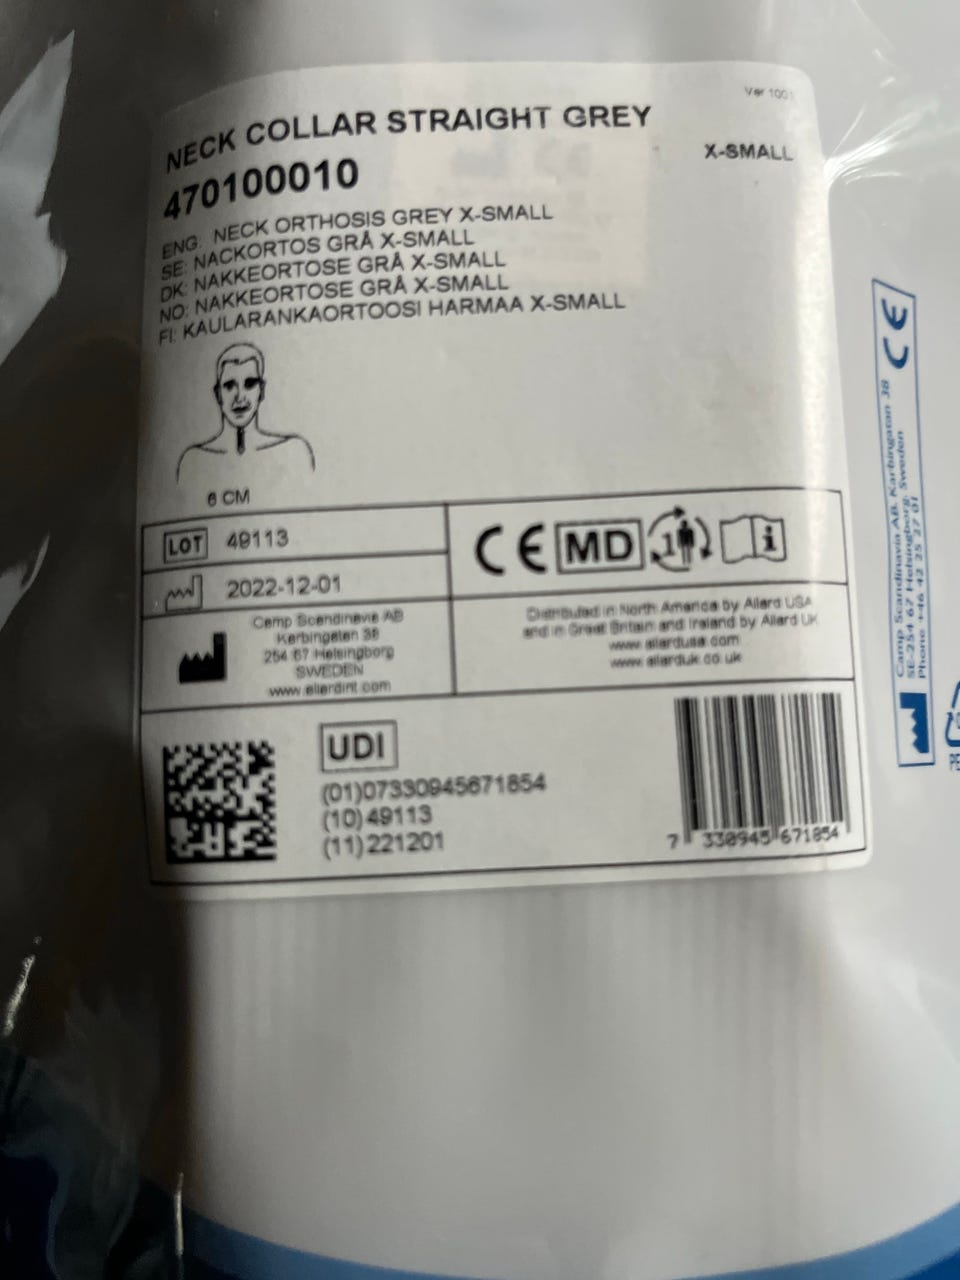 Ver 100
NECK COLLAR STRAIGHT GREY
X-SMALL
470100010
ENG: NECK ORTHOSIS GREY X-SMALL
SE: NACKORTOS GRÅ X-SMALL
DK: NAKKEORTOSE GRÅ X-SMALL
NO: NAKKEORTOSE GRÅ X-SMALL
FI: KAULARANKAORTOOSI HARMAA X-SMALL
6 CM
LOT 49113
2022-12-01
CE MD 1 i
Camp Scandinavia AB
Karbingatan 38
254 67 Helsingborg
SWEDEN
www.allardint.com
Distributed in North America by Allard USA
and in Great Britain and Ireland by Allard UK
www.allardusa.com
www.allarduk.co.uk
UDI
(01)07330945671854
(10)49113
(11)221201
7 330945 671854
Camp Scandinavia AB, Karbingatan 38
SE-254 67 Helsingborg, Sweden
Phone +46 42 25 27 01
CE